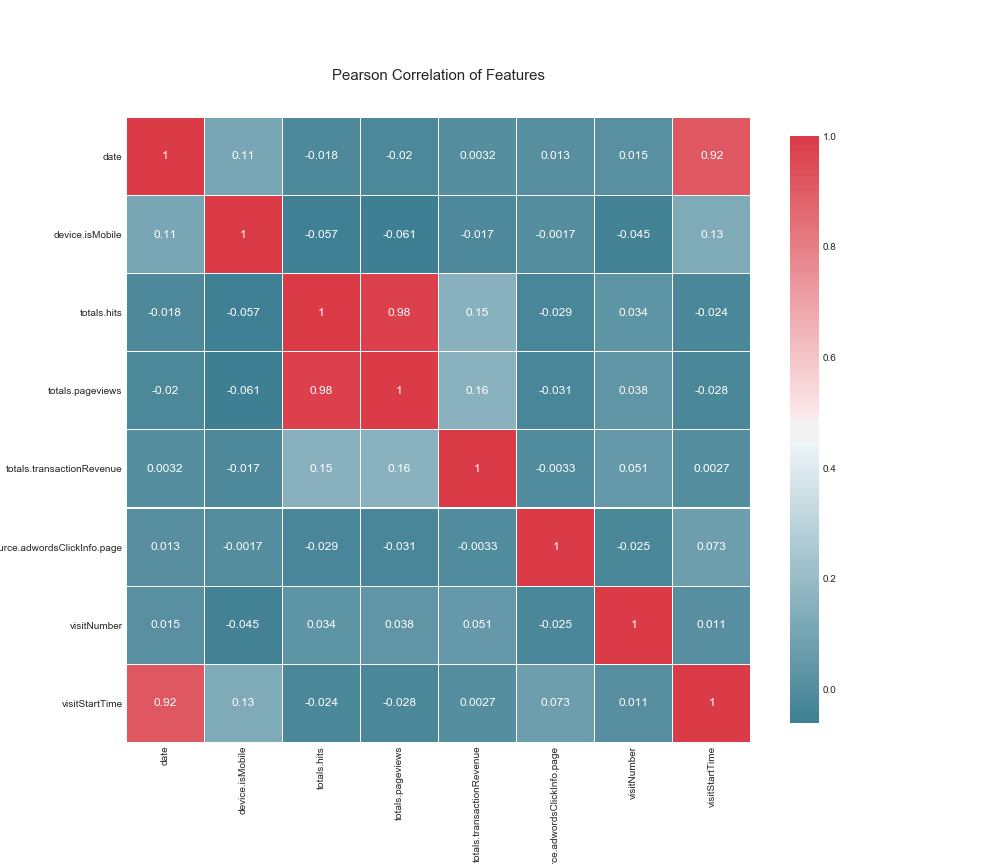 Pearson Correlation of Features
date 1 0.11 -0.018 -0.02 0.0032 0.013 0.015 0.92
device.isMobile 0.11 1 -0.057 -0.061 -0.017 -0.0017 -0.045 0.13
totals.hits -0.018 -0.057 1 0.98 0.15 -0.029 0.034 -0.024
totals.pageviews -0.02 -0.061 0.98 1 0.16 -0.031 0.038 -0.028
totals.transactionRevenue 0.0032 -0.017 0.15 0.16 1 -0.0033 0.051 0.0027
urce.adwordsClickInfo.page 0.013 -0.0017 -0.029 -0.031 -0.0033 1 -0.025 0.073
visitNumber 0.015 -0.045 0.034 0.038 0.051 -0.025 1 0.011
visitStartTime 0.92 0.13 -0.024 -0.028 0.0027 0.073 0.011 1
date
device.isMobile
totals.hits
totals.pageviews
totals.transactionRevenue
rce.adwordsClickInfo.page
visitNumber
visitStartTime
1.0
0.8
0.6
0.4
0.2
0.0